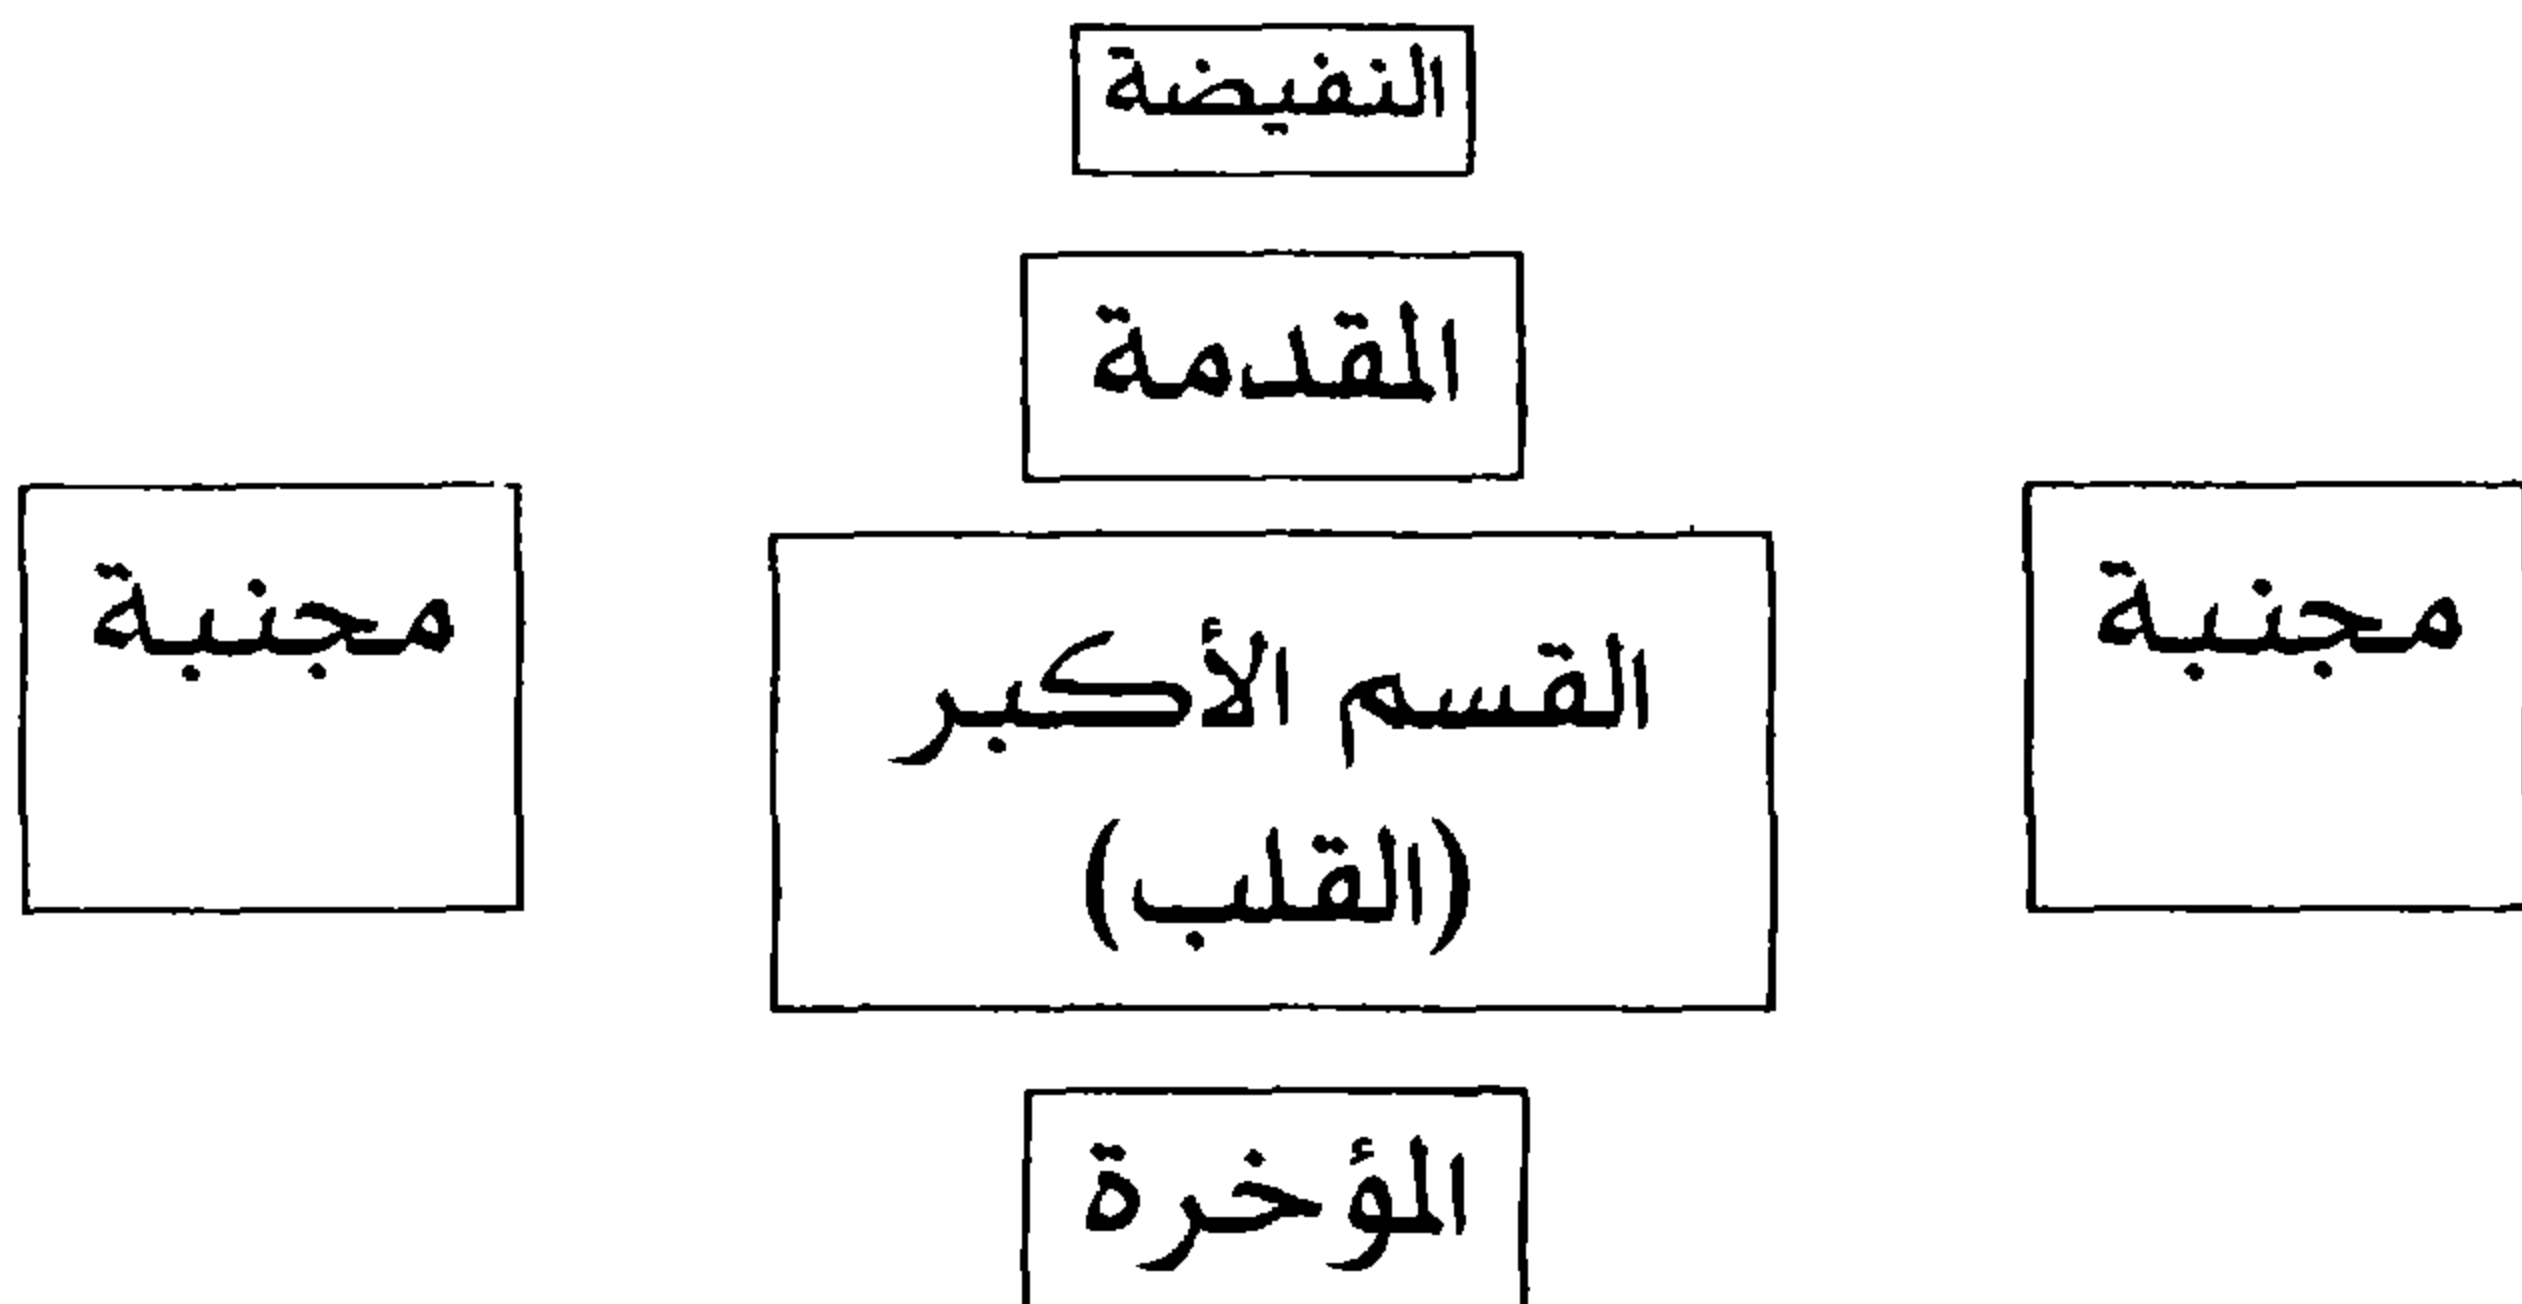 النفيضة
المقدمة
مجنبة
القسم الأكبر
(القلب)
مجنبة
المؤخرة